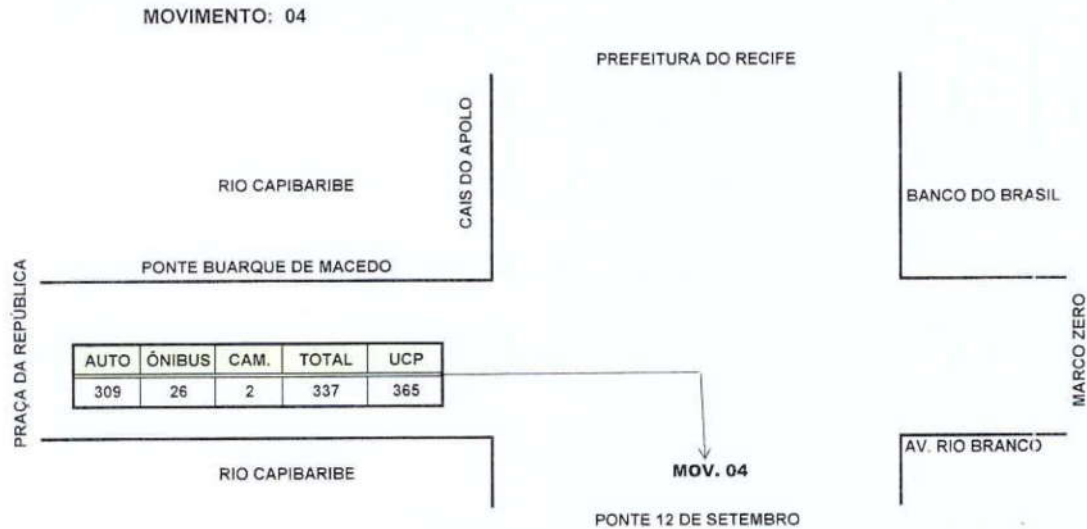 MOVIMENTO: 04
PREFEITURA DO RECIFE
CAIS DO APOLO
RIO CAPIBARIBE
BANCO DO BRASIL
PONTE BUARQUE DE MACEDO
PRAÇA DA REPÚBLICA
MARCO ZERO
AUTO ÔNIBUS CAM. TOTAL UCP
309 26 2 337 365
AV. RIO BRANCO
RIO CAPIBARIBE
MOV. 04
PONTE 12 DE SETEMBRO